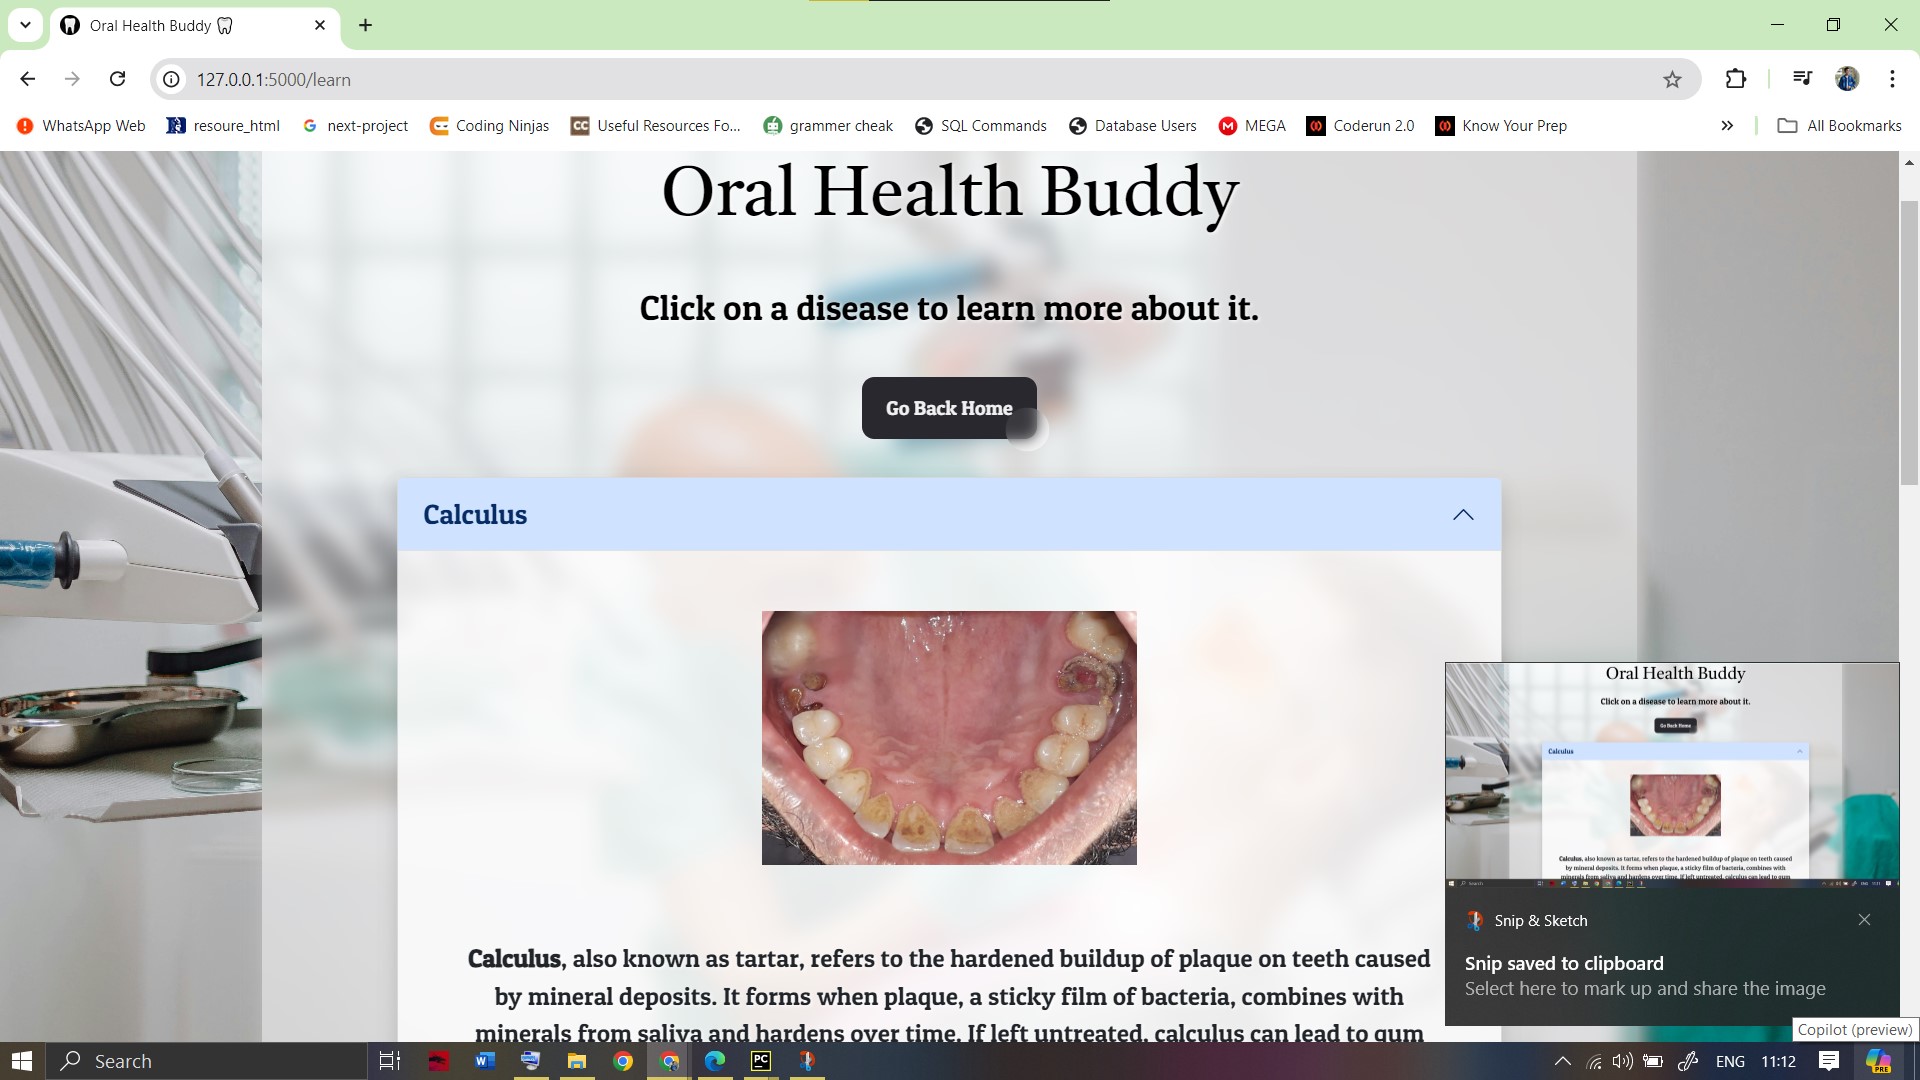 Oral Health Buddy
127.0.0.1:5000/learn
WhatsApp Web
resoure_html
next-project
Coding Ninjas
CC
Useful Resources Fo...
grammer cheak
SQL Commands
Database Users
M
MEGA
Coderun 2.0
Know Your Prep
All Bookmarks
Oral Health Buddy
Click on a disease to learn more about it.
Go Back Home
Calculus
Calculus, also known as tartar, refers to the hardened buildup of plaque on teeth caused
by mineral deposits. It forms when plaque, a sticky film of bacteria, combines with
minerals from saliva and hardens over time. If left untreated, calculus can lead to gum
Oral Health Buddy
Click on a disease to learn more about it.
Go Back Home
Calculus
Calculus, also known as tartar, refers to the hardened buildup of plaque on teeth caused
by mineral deposits. It forms when plaque, a sticky film of bacteria, combines with
minerals from saliva and hardens over time. If left untreated, calculus can lead to gum
Snip & Sketch
Snip saved to clipboard
Select here to mark up and share the image
Copilot (preview)
Search
W
PC
ENG
11:12
PRE